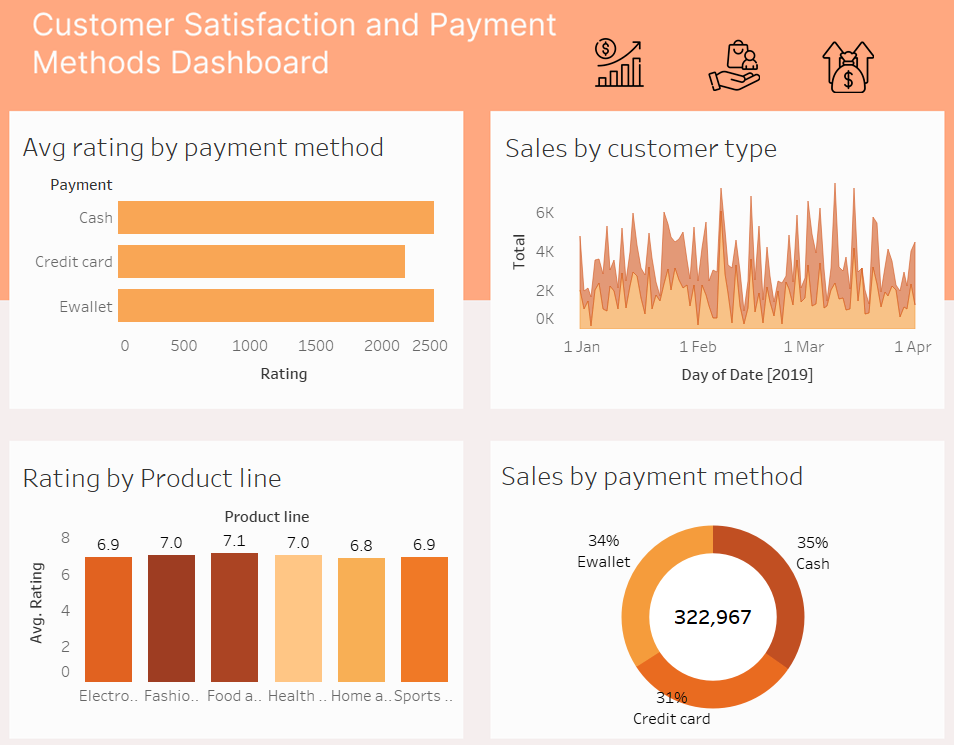 Customer Satisfaction and Payment
Methods Dashboard
Avg rating by payment method
Payment
Cash
Credit card
Ewallet
0 500 1000 1500 2000 2500
Rating
Sales by customer type
6K
4K
2K
0K
Total
1 Jan 1 Feb 1 Mar 1 Apr
Day of Date [2019]
Rating by Product line
Product line
8
6
4
2
0
Avg. Rating
6.9 7.0 7.1 7.0 6.8 6.9
Electro.. Fashio.. Food a.. Health .. Home a.. Sports ..
Sales by payment method
34%
Ewallet
35%
Cash
322,967
31%
Credit card